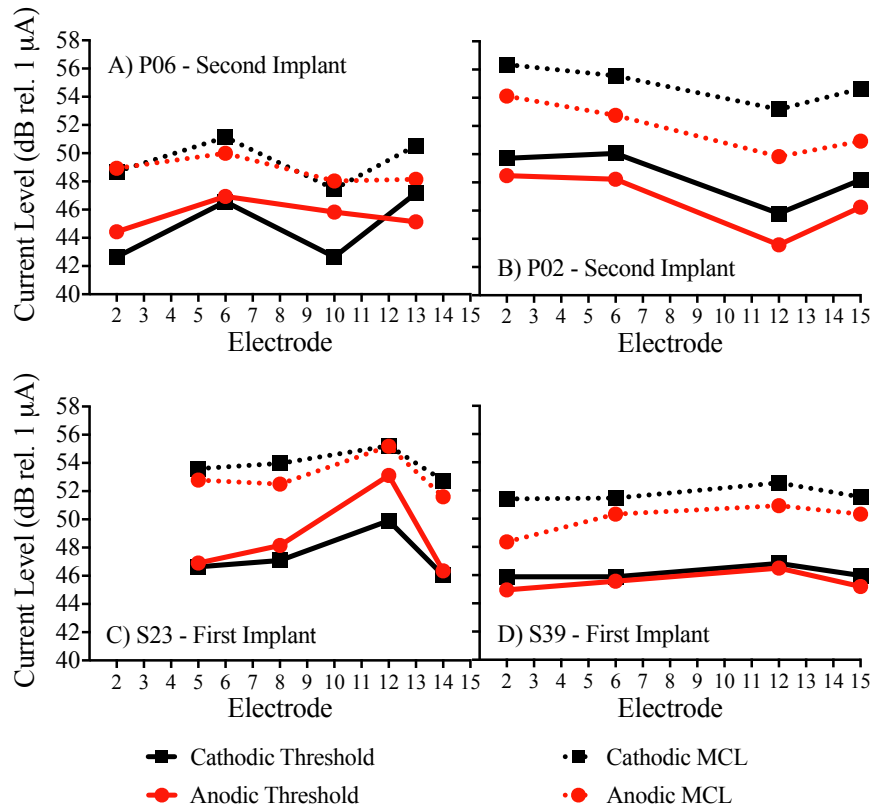 58
56
54
52
50
48
46
44
42
40
Current Level (dB rel. 1 µA)
A) P06 - Second Implant
B) P02 - Second Implant
2 3 4 5 6 7 8 9 10 11 12 13 14 15
Electrode
2 3 4 5 6 7 8 9 10 11 12 13 14 15
Electrode
58
56
54
52
50
48
46
44
42
40
Current Level (dB rel. 1 µA)
C) S23 - First Implant
D) S39 - First Implant
2 3 4 5 6 7 8 9 10 11 12 13 14 15
Electrode
2 3 4 5 6 7 8 9 10 11 12 13 14 15
Electrode
Cathodic Threshold
Cathodic MCL
Anodic Threshold
Anodic MCL